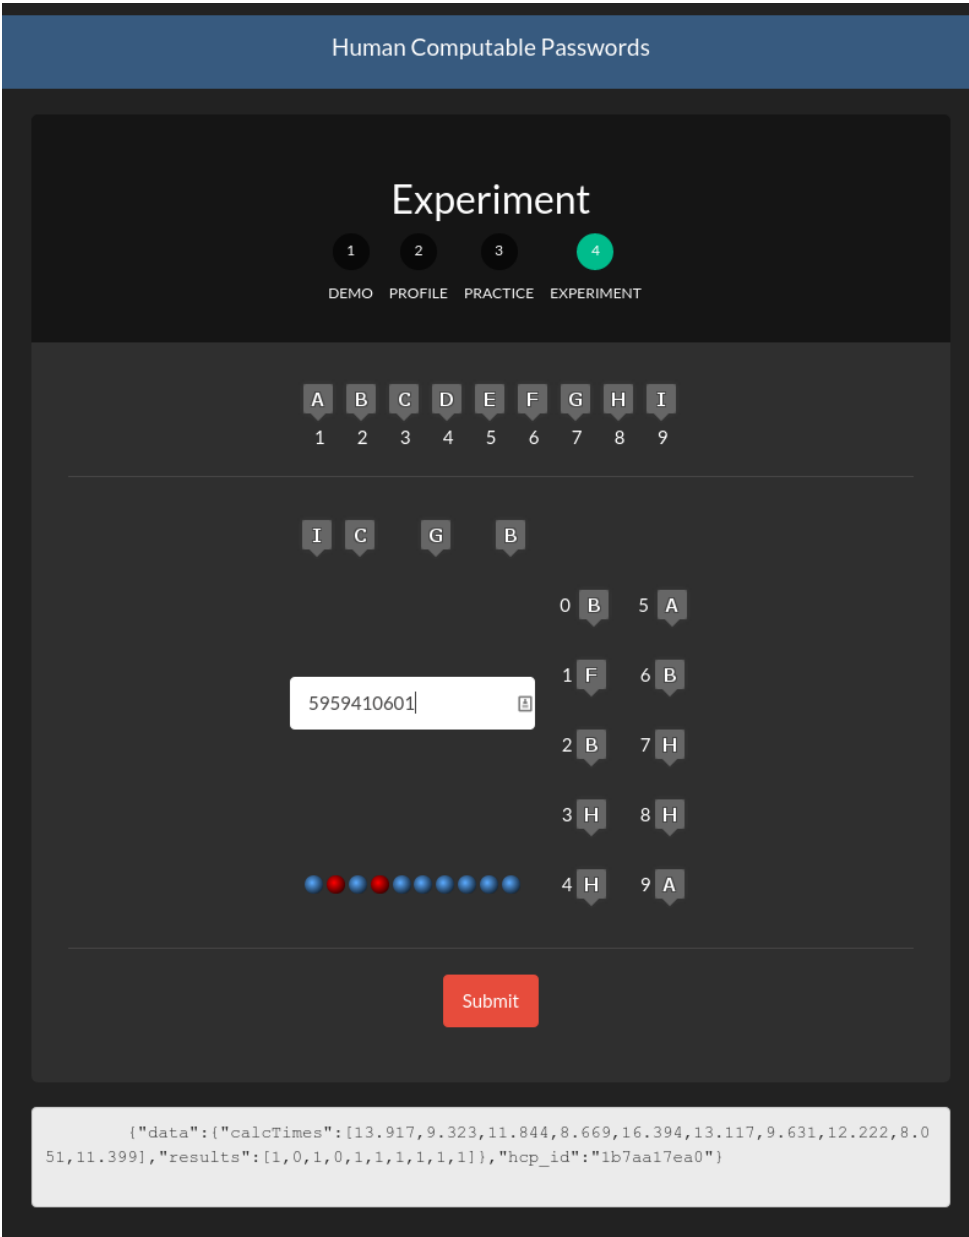 Human Computable Passwords
Experiment
1 2 3 4
DEMO PROFILE PRACTICE EXPERIMENT
A B C D E F G H I
1 2 3 4 5 6 7 8 9
I C G B
0 B 5 A
1 F 6 B
5959410601
2 B 7 H
3 H 8 H
4 H 9 A
Submit
{"data":{"calcTimes":[13.917,9.323,11.844,8.669,16.394,13.117,9.631,12.222,8.0
51,11.399],"results":[1,0,1,0,1,1,1,1,1,1]},"hcp_id":"1b7aa17ea0"}